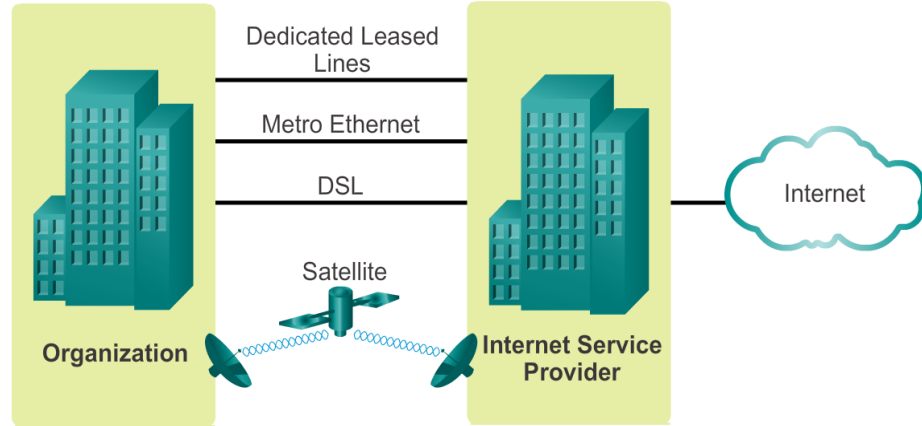 Dedicated Leased
Lines
Metro Ethernet
DSL
Satellite
Organization
Internet Service
Provider
Internet